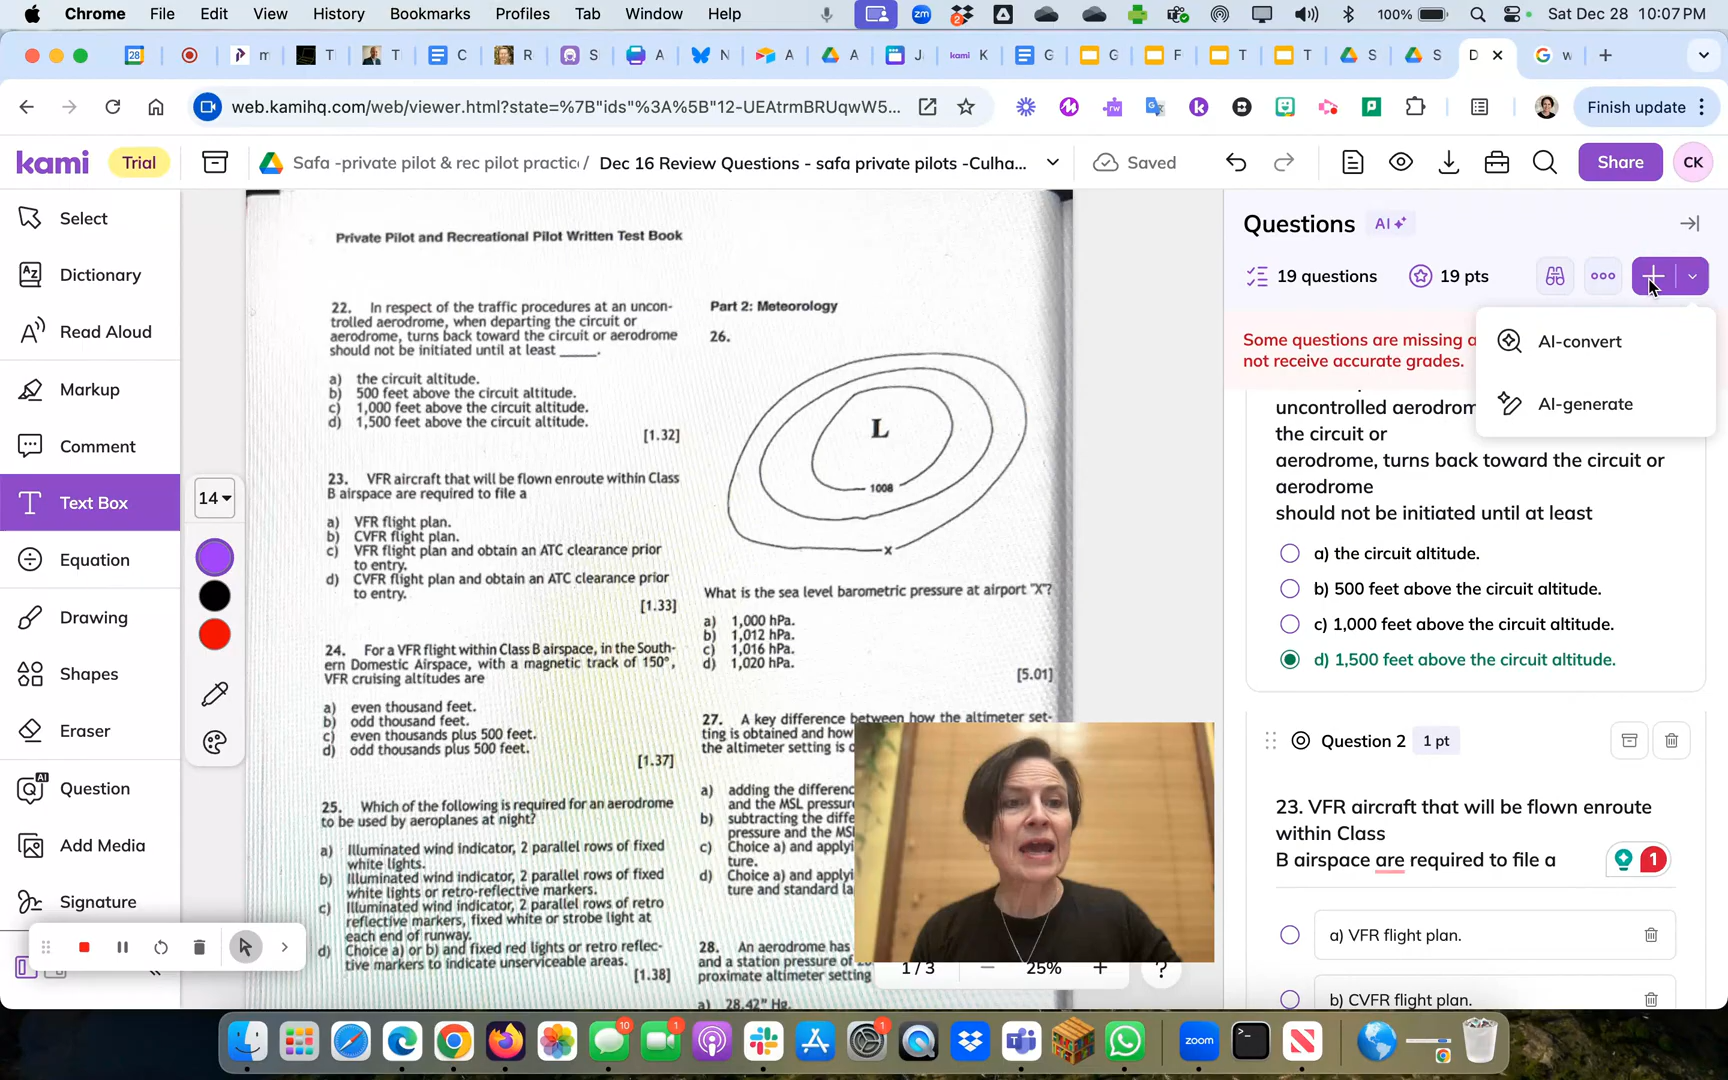 Chrome File Edit View History Bookmarks Profiles Tab Window Help zm 2 100% Sat Dec 28 10:07 PM
28 m T T C R S A N A A J kami K G G F T T S S D w
web.kamihq.com/web/viewer.html?state=%7B"ids"%3A%5B"12-UEAtrmBRUqwW5... Finish update
kami Trial Safa -private pilot & rec pilot practic / Dec 16 Review Questions - safa private pilots -Culha... Saved Share CK
Select
Dictionary
Read Aloud
Markup
Comment
Text Box
Equation
Drawing
Shapes
Eraser
AI
Question
Add Media
Signature
14
Private Pilot and Recreational Pilot Written Test Book
22. In respect of the traffic procedures at an uncon-
trolled aerodrome, when departing the circuit or
aerodrome, turns back toward the circuit or aerodrome
should not be initiated until at least _____.
a) the circuit altitude.
b) 500 feet above the circuit altitude.
c) 1,000 feet above the circuit altitude.
d) 1,500 feet above the circuit altitude.
[1.32]
23. VFR aircraft that will be flown enroute within Class
B airspace are required to file a
a) VFR flight plan.
b) CVFR flight plan.
c) VFR flight plan and obtain an ATC clearance prior
to entry.
d) CVFR flight plan and obtain an ATC clearance prior
to entry.
[1.33]
24. For a VFR flight within Class B airspace, in the South-
ern Domestic Airspace, with a magnetic track of 150°,
VFR cruising altitudes are
a) even thousand feet.
b) odd thousand feet.
c) even thousands plus 500 feet.
d) odd thousands plus 500 feet.
[1.37]
25. Which of the following is required for an aerodrome
to be used by aeroplanes at night?
a) Illuminated wind indicator, 2 parallel rows of fixed
white lights.
b) Illuminated wind indicator, 2 parallel rows of fixed
white lights or retro-reflective markers.
c) Illuminated wind indicator, 2 parallel rows of retro
reflective markers, fixed white or strobe light at
each end of runway.
d) Choice a) or b) and fixed red lights or retro reflec-
tive markers to indicate unserviceable areas.
[1.38]
Part 2: Meteorology
26.
L
1008
X
What is the sea level barometric pressure at airport "X"?
a) 1,000 hPa.
b) 1,012 hPa.
c) 1,016 hPa.
d) 1,020 hPa.
[5.01]
27. A key difference between how the altimeter set-
ting is obtained and how
the altimeter setting is
a) adding the differenc
and the MSL pressure
b) subtracting the diffe
pressure and the MSL
c) Choice a) and applyi
ture.
d) Choice a) and applyi
ture and standard la
28. An aerodrome has
and a station pressure of
proximate altimeter setting
a) 28.42" Hg.
1 / 3 25% ?
Questions AI
19 questions 19 pts
AI-convert
AI-generate
Some questions are missing a
not receive accurate grades.
uncontrolled aerodrom
the circuit or
aerodrome, turns back toward the circuit or
aerodrome
should not be initiated until at least
a) the circuit altitude.
b) 500 feet above the circuit altitude.
c) 1,000 feet above the circuit altitude.
d) 1,500 feet above the circuit altitude.
Question 2 1 pt
23. VFR aircraft that will be flown enroute
within Class
B airspace are required to file a
1
a) VFR flight plan.
b) CVFR flight plan.
10 1 1 zoom